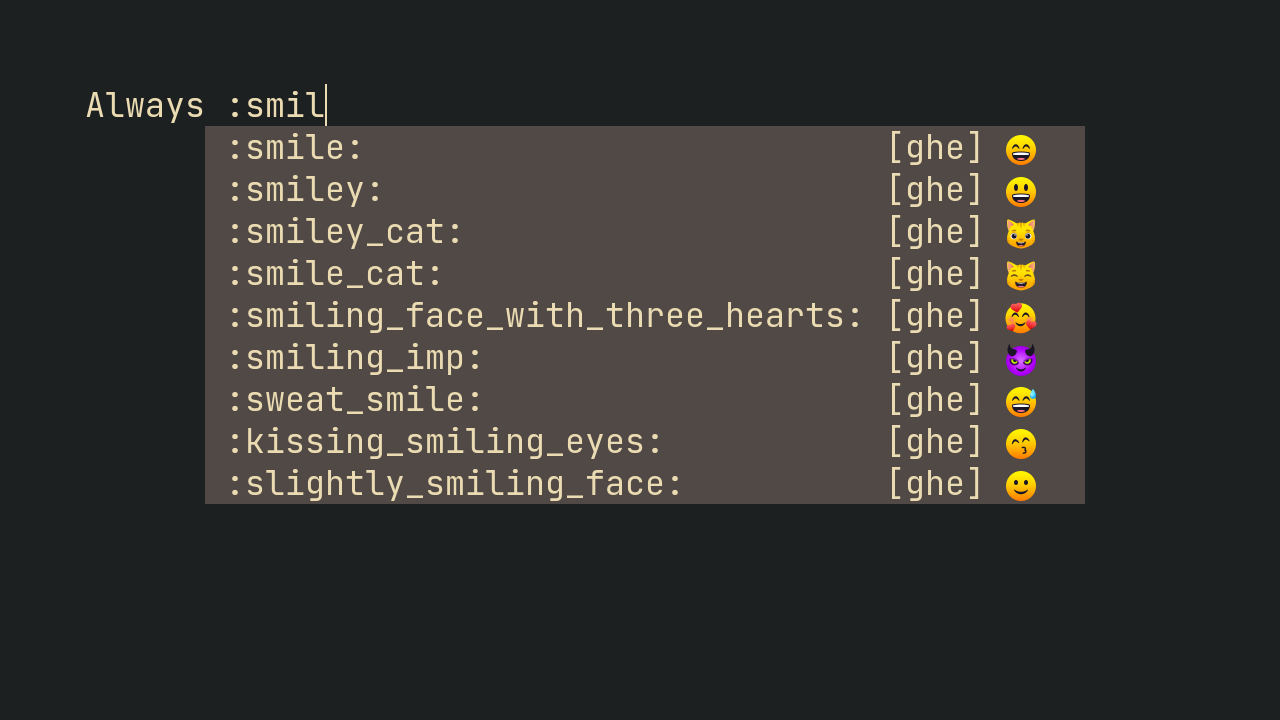 Always :smil
:smile: [ghe] 😄
:smiley: [ghe] 😃
:smiley_cat: [ghe] 😺
:smile_cat: [ghe] 😸
:smiling_face_with_three_hearts: [ghe] 🥰
:smiling_imp: [ghe] 😈
:sweat_smile: [ghe] 😅
:kissing_smiling_eyes: [ghe] 😙
:slightly_smiling_face: [ghe] 🙂